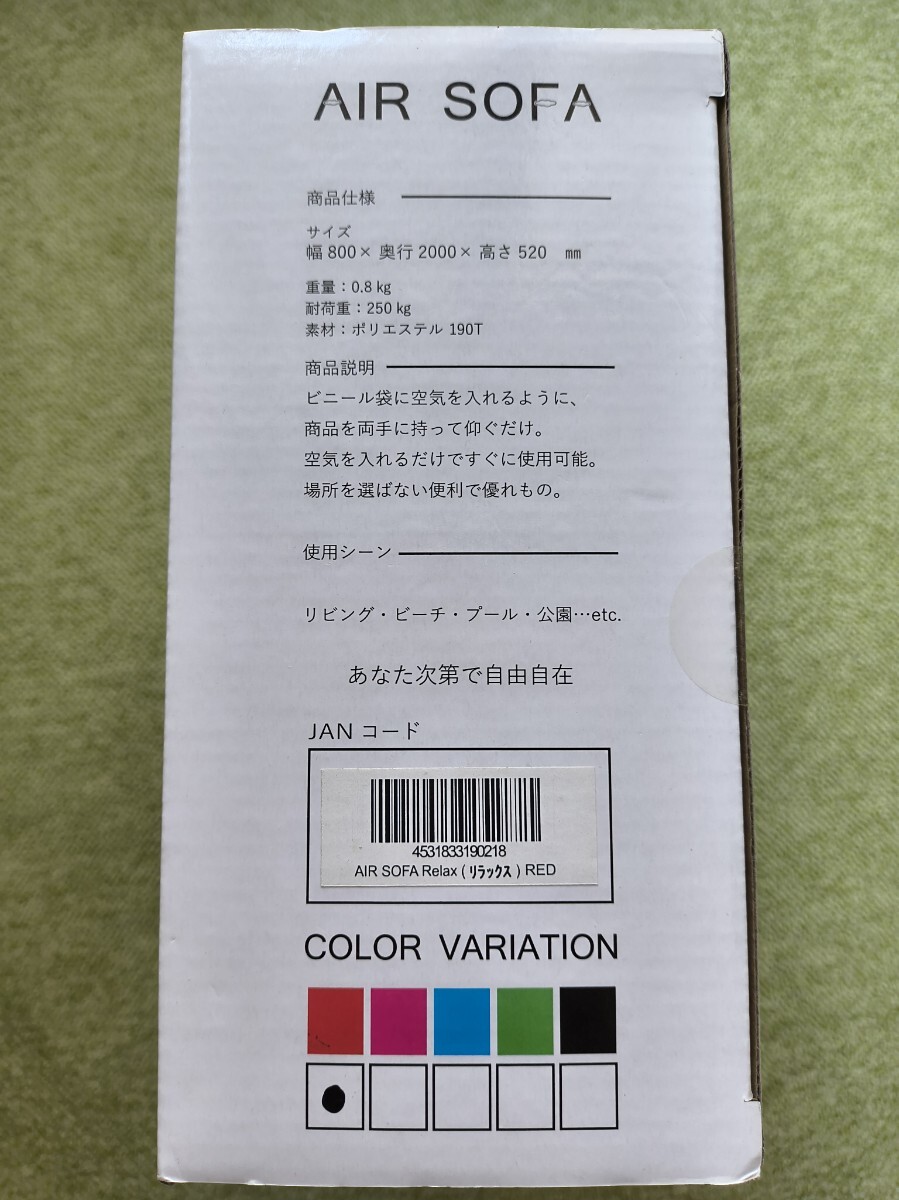 AIR SOFA
商品仕様
サイズ
幅 800× 奥行 2000× 高さ 520 ㎜
重量：0.8 kg
耐荷重：250 kg
素材：ポリエステル 190T
商品説明
ビニール袋に空気を入れるように、
商品を両手に持って仰ぐだけ。
空気を入れるだけですぐに使用可能。
場所を選ばない便利で優れもの。
使用シーン
リビング・ビーチ・プール・公園…etc.
あなた次第で自由自在
JAN コード
4531833190218
AIR SOFA Relax ( ﾘﾗｯｸｽ ) RED
COLOR VARIATION